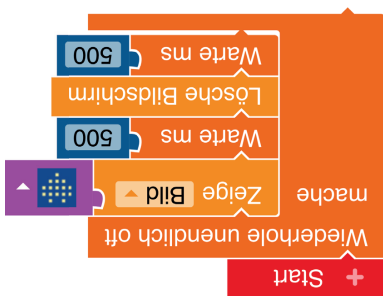 + Start
Wiederhole unendlich oft
mache
Zeige Bild
Warte ms 500
Lösche Bildschirm
Warte ms 500